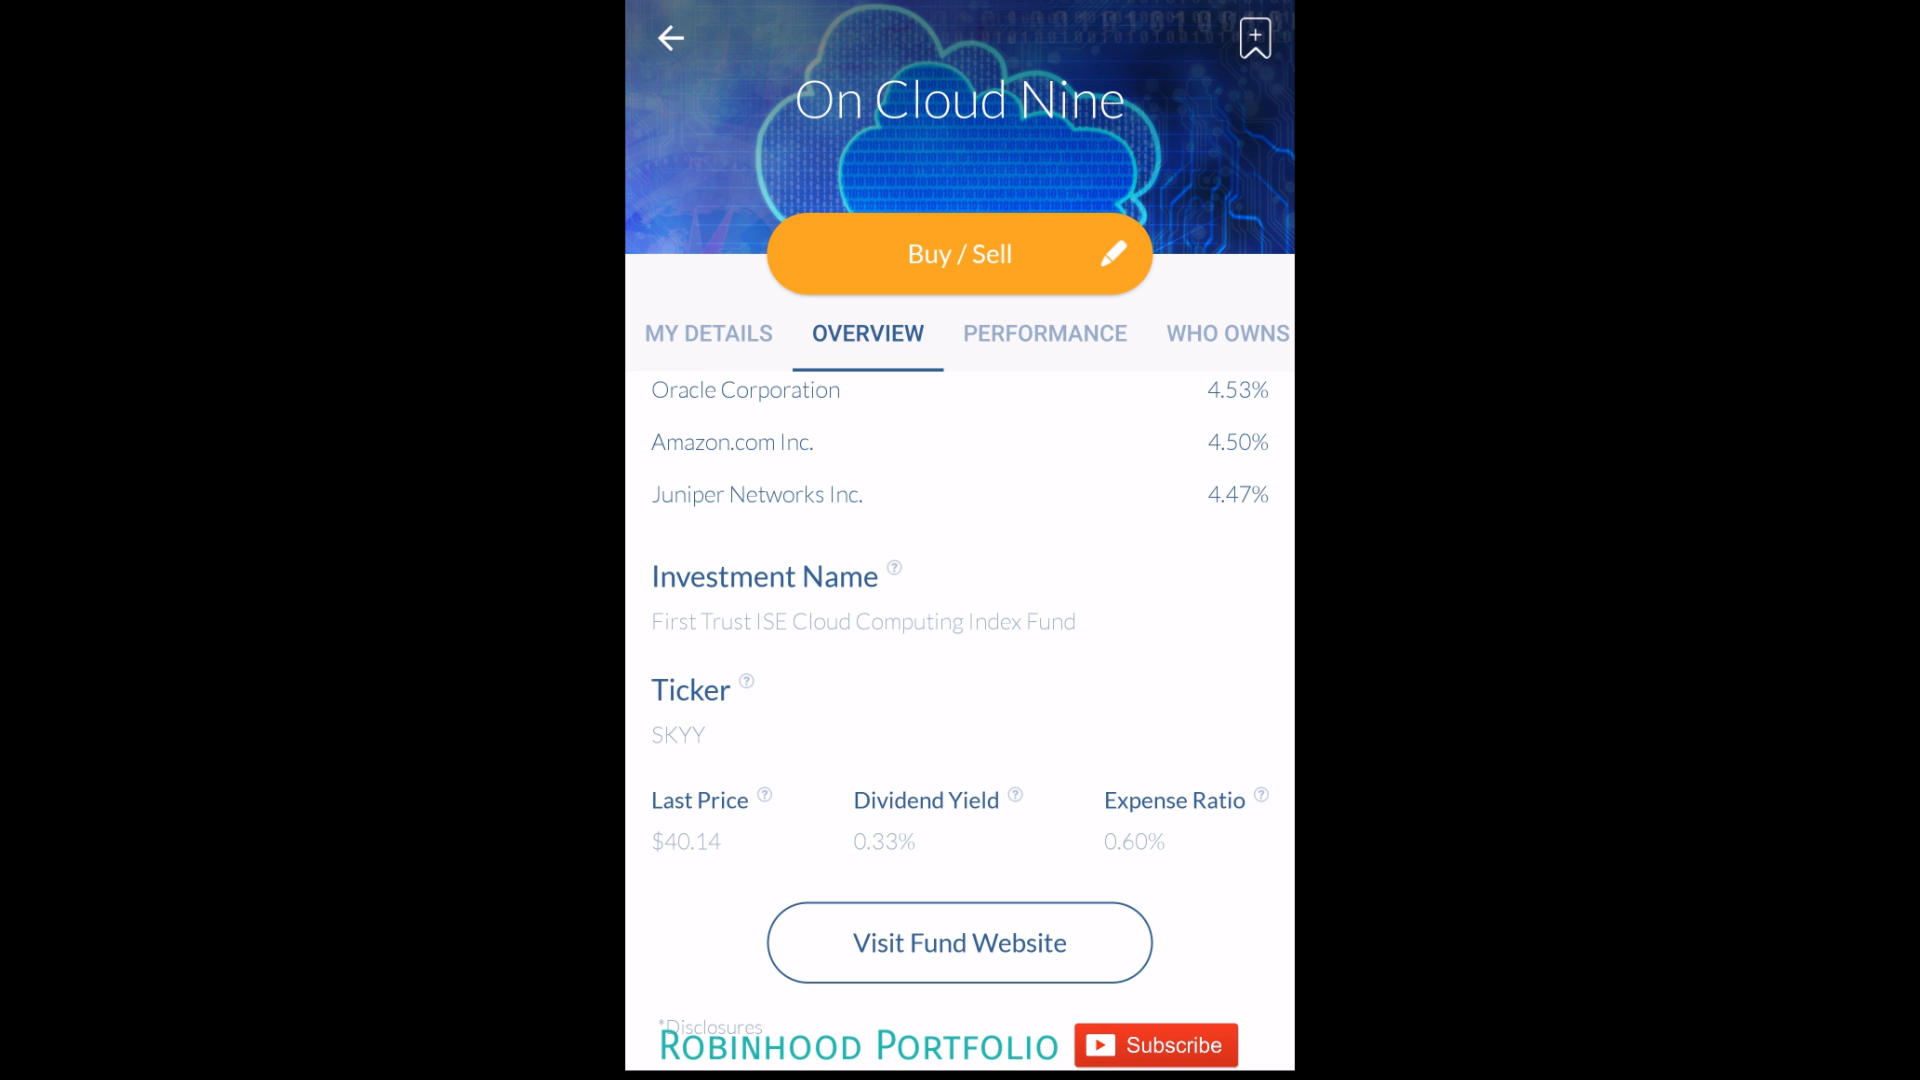 On Cloud Nine
Buy / Sell
MY DETAILS OVERVIEW PERFORMANCE WHO OWNS
Oracle Corporation 4.53%
Amazon.com Inc. 4.50%
Juniper Networks Inc. 4.47%
Investment Name ?
First Trust ISE Cloud Computing Index Fund
Ticker ?
SKYY
Last Price ? Dividend Yield ? Expense Ratio ?
$40.14 0.33% 0.60%
Visit Fund Website
*Disclosures
ROBINHOOD PORTFOLIO Subscribe